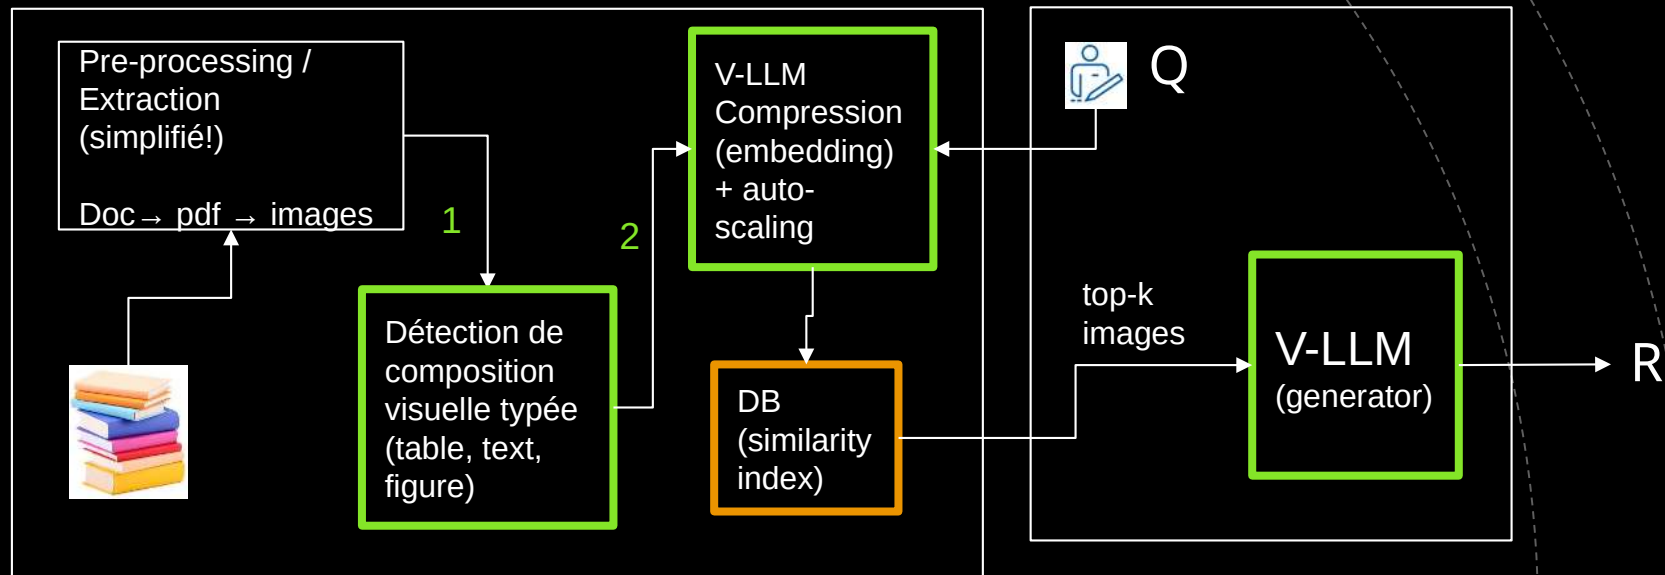 Pre-processing /
Extraction
(simplifié!)
Doc→ pdf → images
1
2
Détection de
composition
visuelle typée
(table, text,
figure)
V-LLM
Compression
(embedding)
+ auto-
scaling
DB
(similarity
index)
Q
top-k
images
V-LLM
(generator)
R